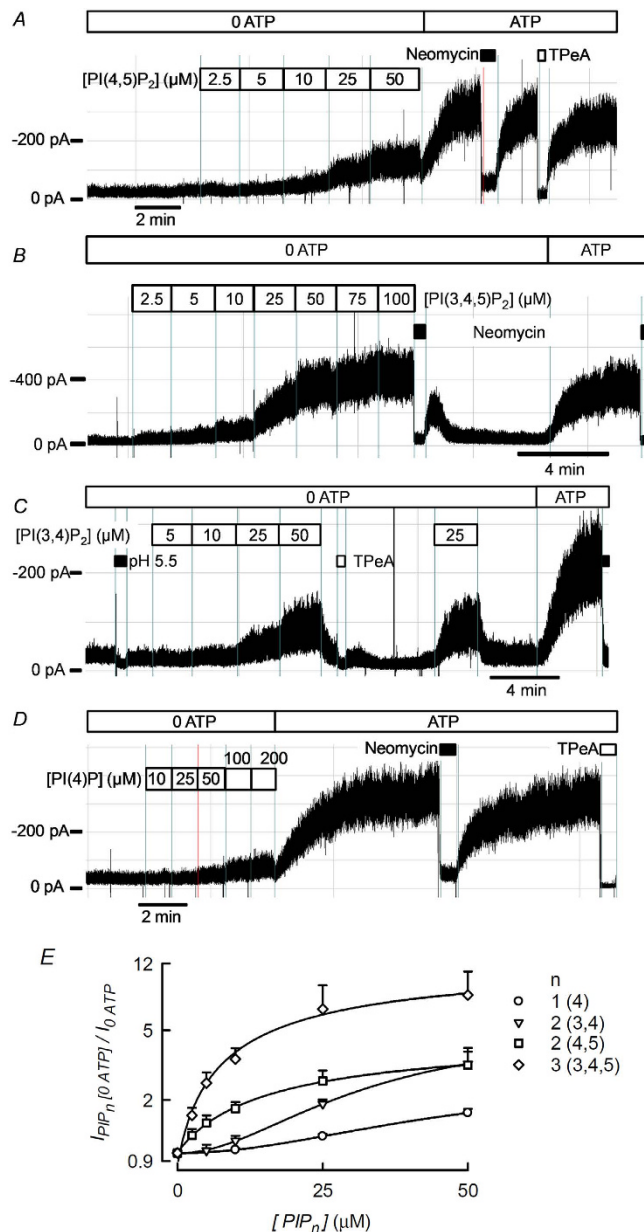 A
0 ATP ATP
Neomycin TPeA
[PI(4,5)P2] (µM) 2.5 5 10 25 50
-200 pA
0 pA
2 min
B
0 ATP ATP
2.5 5 10 25 50 75 100 [PI(3,4,5)P2] (µM)
Neomycin
-400 pA
0 pA
4 min
C
0 ATP ATP
[PI(3,4)P2] (µM) 5 10 25 50 25
pH 5.5 TPeA
-200 pA
0 pA
4 min
D
0 ATP ATP
Neomycin TPeA
100 200
[PI(4)P] (µM) 10 25 50
-200 pA
0 pA
2 min
E
12
5
2
0.9
I PIPn [0 ATP] / I 0 ATP
0 25 50
[PIPn] (µM)
n
1 (4)
2 (3,4)
2 (4,5)
3 (3,4,5)